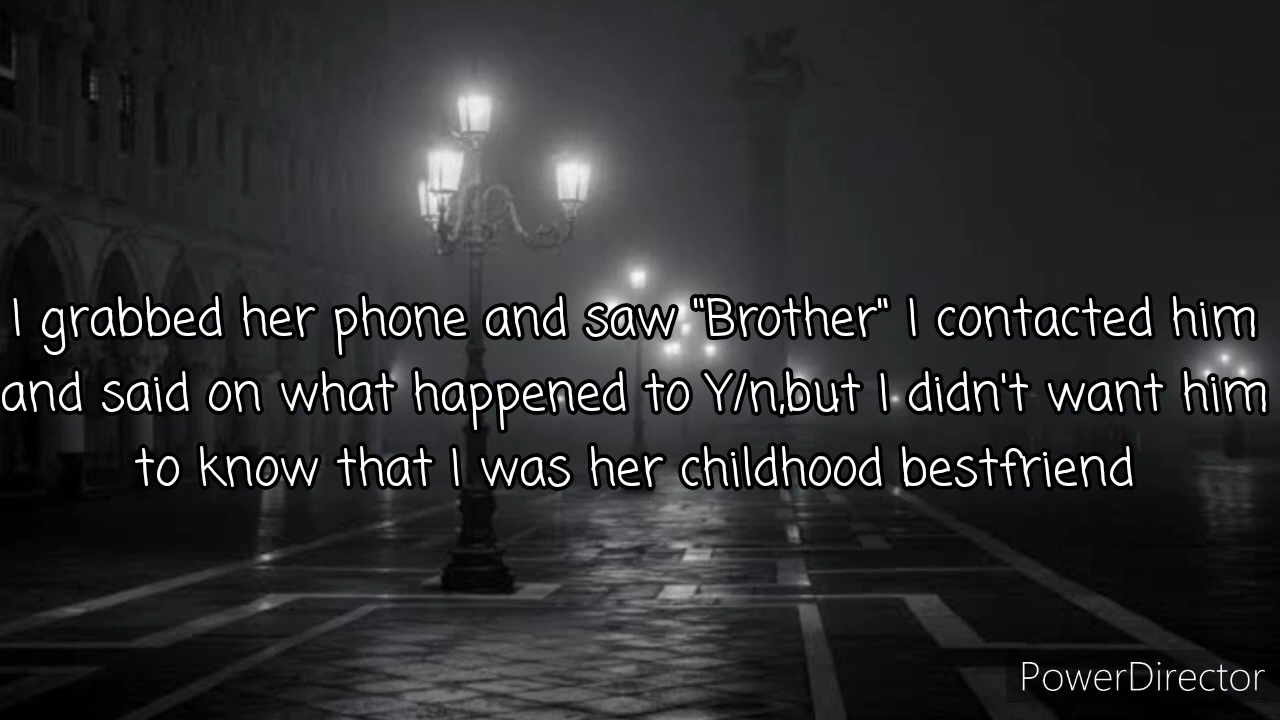 I grabbed her phone and saw "Brother" I contacted him
and said on what happened to Y/n,but I didn't want him
to know that I was her childhood bestfriend
PowerDirector